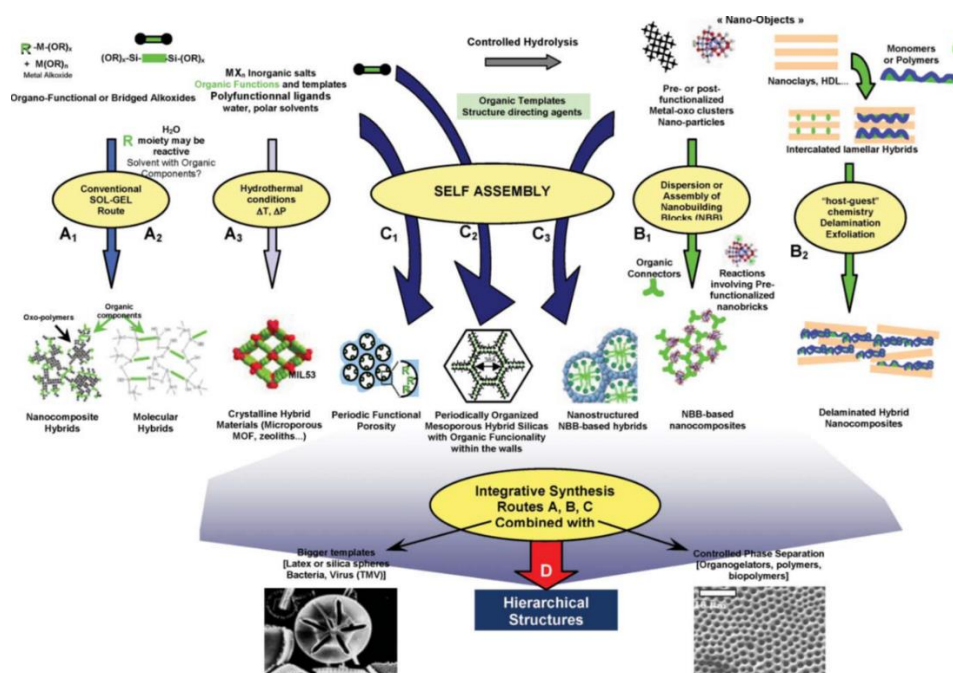 R -M-(OR)x
+ M(OR)n
Metal Alkoxide
(OR)x-Si- -Si-(OR)x
Organo-Functional or Bridged Alkoxides
MXn Inorganic salts
Organic Functions and templates
Polyfunctionnal ligands
water, polar solvents
Controlled Hydrolysis
Organic Templates
Structure directing agents
« Nano-Objects »
Pre- or post-
functionalized
Metal-oxo clusters
Nano-particles
Nanoclays, HDL...
Monomers
or Polymers
Intercalated lamellar Hybrids
H2O
R moiety may be
reactive
Solvent with Organic
Components?
Conventional
SOL-GEL
Route
A1
A2
Hydrothermal
conditions
ΔT, ΔP
A3
SELF ASSEMBLY
C1
C2
C3
Dispersion or
Assembly of
Nanobuilding
Blocks (NBB)
B1
"host-guest"
chemistry
Delamination
Exfoliation
B2
Organic
Connectors
Reactions
involving Pre-
functionalized
nanobricks
Oxo-polymers
Organic
components
MIL53
Nanocomposite
Hybrids
Molecular
Hybrids
Crystalline Hybrid
Materials (Microporous
MOF, zeoliths...)
Periodic Functional
Porosity
Periodically Organized
Mesoporous Hybrid Silicas
with Organic Funcionality
within the walls
Nanostructured
NBB-based hybrids
NBB-based
nanocomposites
Delaminated Hybrid
Nanocomposites
Integrative Synthesis
Routes A, B, C
Combined with
Bigger templates
[Latex or silica spheres
Bacteria, Virus (TMV)]
D
Controlled Phase Separation
[Organogelators, polymers,
biopolymers]
Hierarchical
Structures